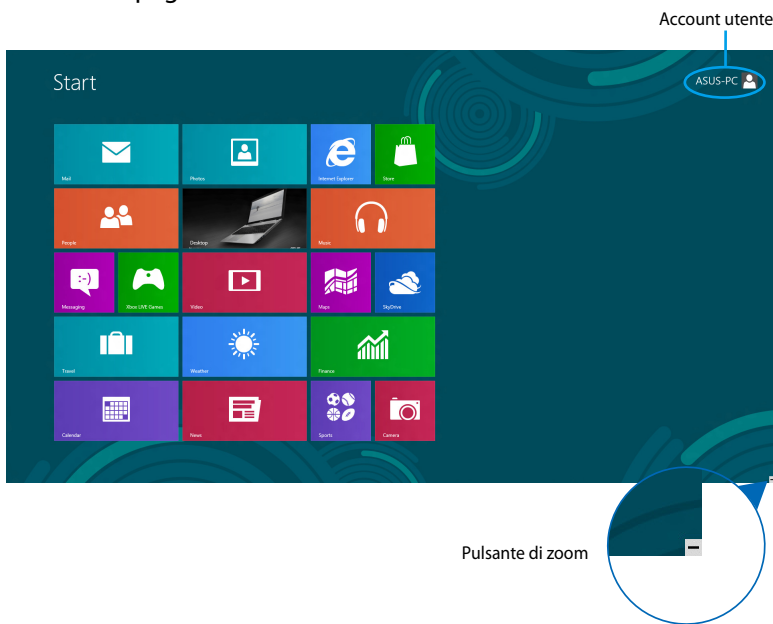 Account utente
Start
ASUS-PC
Mail
Photos
Internet Explorer
Store
People
Desktop
Music
Messaging
Xbox LIVE Games
Video
Maps
SkyDrive
Travel
Weather
Finance
Calendar
News
Sports
Camera
Pulsante di zoom